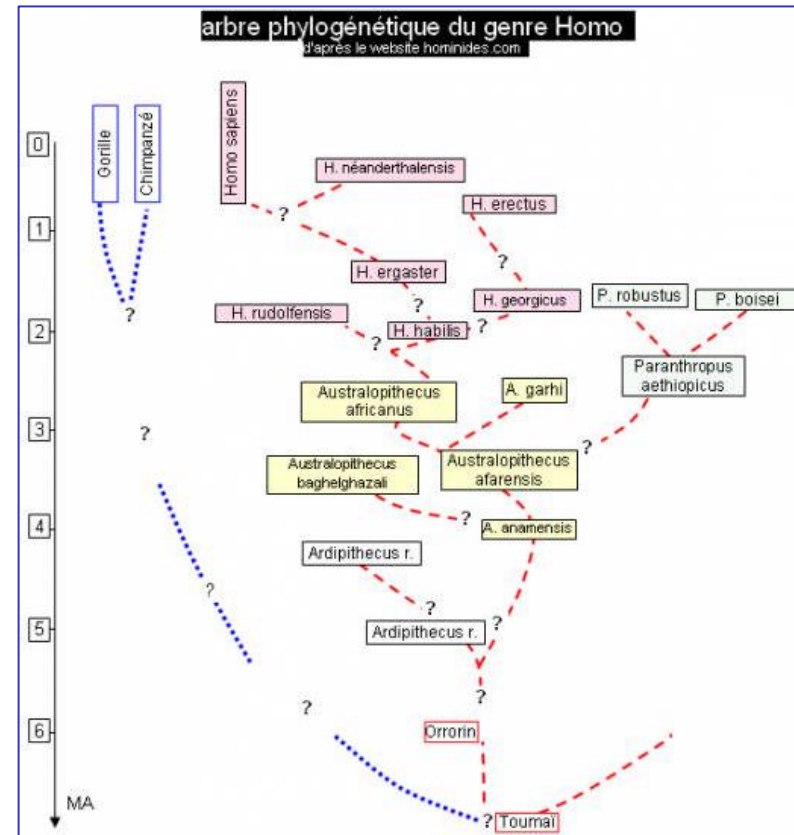 arbre phylogénétique du genre Homo
d'après le website hominides.com
Gorille
Chimpanzé
Homo sapiens
0
H. néanderthalensis
H. erectus
?
1
?
H. ergaster
H. georgicus
P. robustus
P. boisei
?
?
H. rudolfensis
H. habilis
?
?
2
Paranthropus
aethiopicus
Australopithecus
africanus
A. garhi
3
?
?
Australopithecus
baghelghazali
Australopithecus
afarensis
4
?
A. anamensis
Ardipithecus r.
?
?
?
5
Ardipithecus r.
?
?
6
Orrorin
MA
?
Toumaï